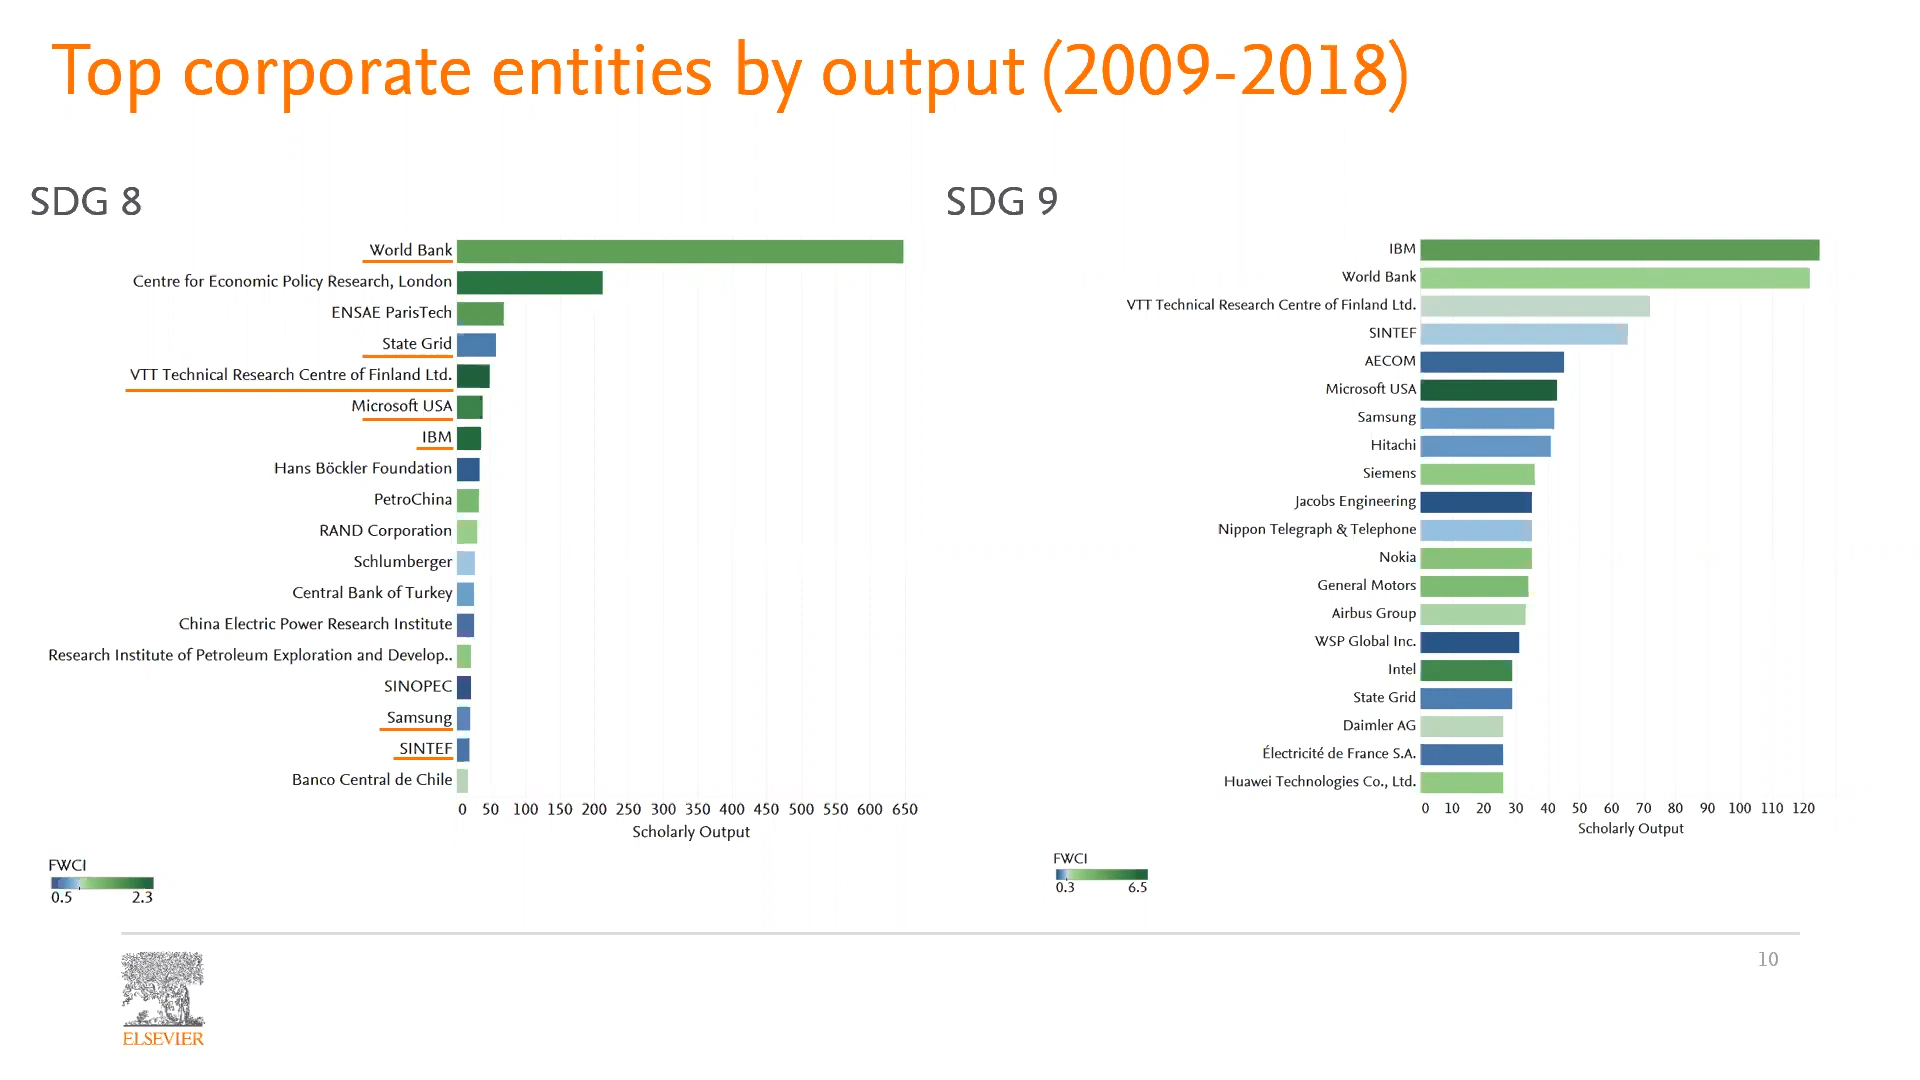 Top corporate entities by output (2009-2018)
SDG 8
World Bank
Centre for Economic Policy Research, London
ENSAE ParisTech
State Grid
VTT Technical Research Centre of Finland Ltd.
Microsoft USA
IBM
Hans Böckler Foundation
PetroChina
RAND Corporation
Schlumberger
Central Bank of Turkey
China Electric Power Research Institute
Research Institute of Petroleum Exploration and Develop..
SINOPEC
Samsung
SINTEF
Banco Central de Chile
0 50 100 150 200 250 300 350 400 450 500 550 600 650
Scholarly Output
FWCI
0.5 2.3
SDG 9
IBM
World Bank
VTT Technical Research Centre of Finland Ltd.
SINTEF
AECOM
Microsoft USA
Samsung
Hitachi
Siemens
Jacobs Engineering
Nippon Telegraph & Telephone
Nokia
General Motors
Airbus Group
WSP Global Inc.
Intel
State Grid
Daimler AG
Électricité de France S.A.
Huawei Technologies Co., Ltd.
0 10 20 30 40 50 60 70 80 90 100 110 120
Scholarly Output
FWCI
0.3 6.5
ELSEVIER
10